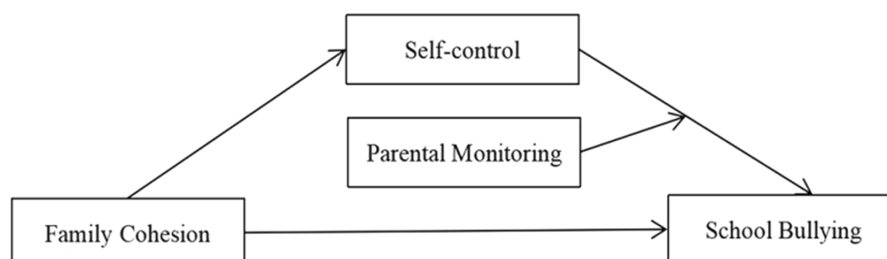 Self-control
Parental Monitoring
Family Cohesion
School Bullying